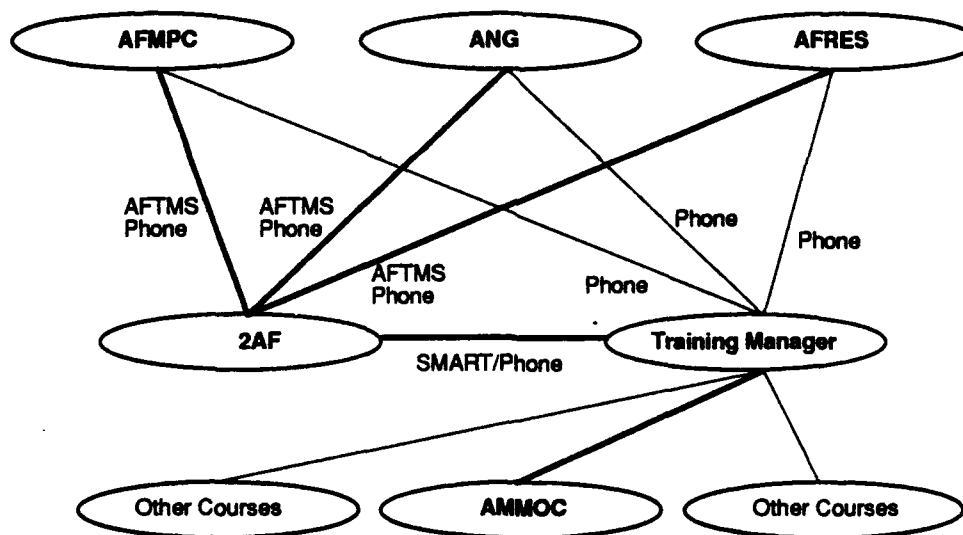 AFMPC
ANG
AFRES
AFTMS
Phone
AFTMS
Phone
Phone
Phone
AFTMS
Phone
Phone
2AF
Training Manager
SMART/Phone
Other Courses
AMMOC
Other Courses